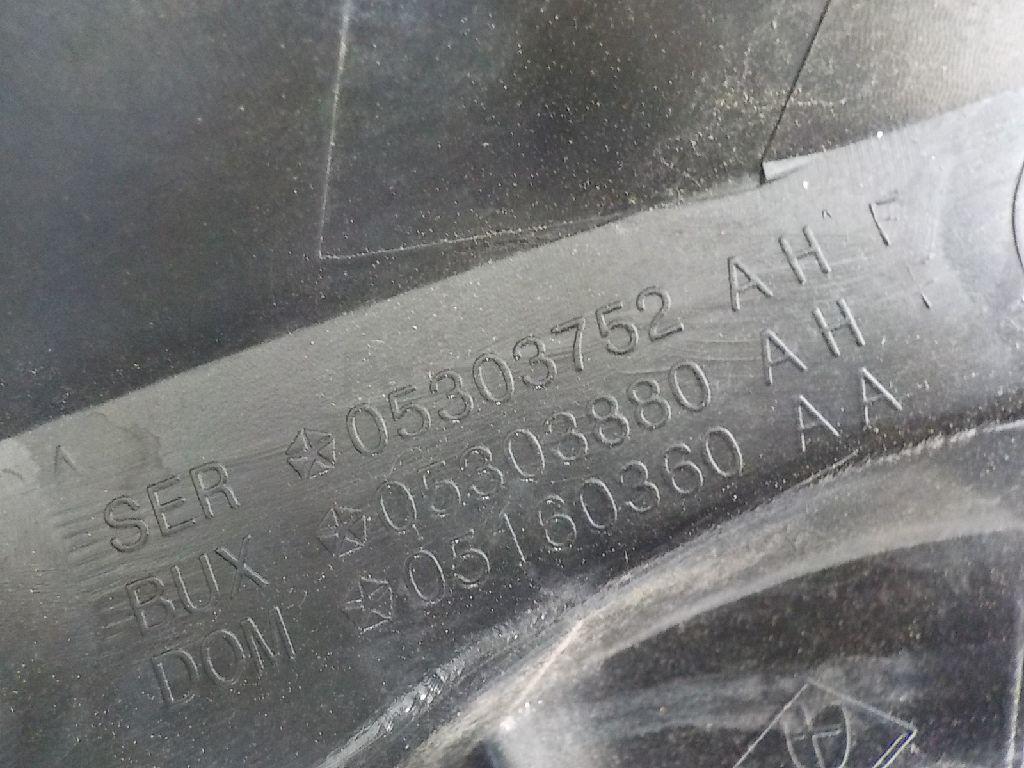 SER 05303752 AH F
BUX 05303880 AH
DOM 05160360 AA